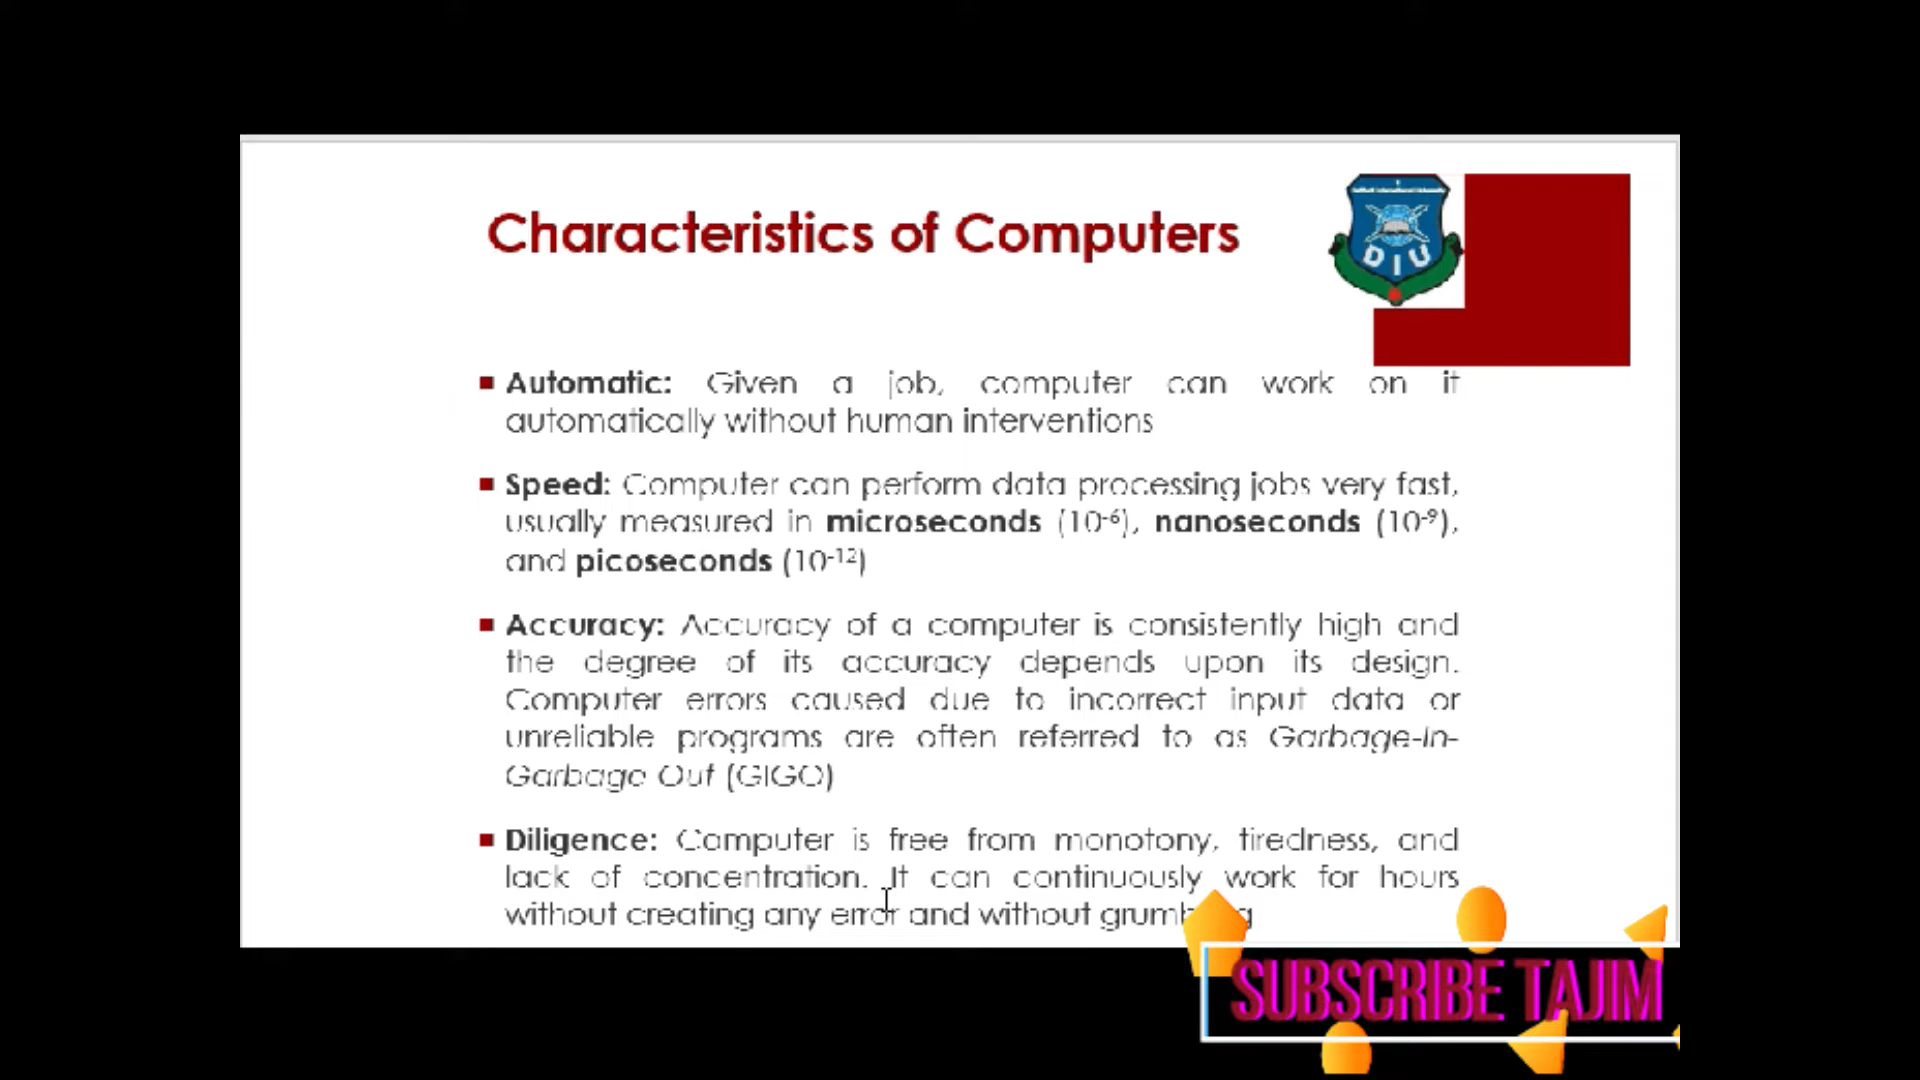 Characteristics of Computers
DIU
Automatic: Given a job, computer can work on it
automatically without human interventions
Speed: Computer can perform data processing jobs very fast,
usually measured in microseconds (10⁻⁶), nanoseconds (10⁻⁹),
and picoseconds (10⁻¹²)
Accuracy: Accuracy of a computer is consistently high and
the degree of its accuracy depends upon its design.
Computer errors caused due to incorrect input data or
unreliable programs are often referred to as Garbage-In-
Garbage Out (GIGO)
Diligence: Computer is free from monotony, tiredness, and
lack of concentration. It can continuously work for hours
without creating any error and without
SUBSCRIBE TAJIM